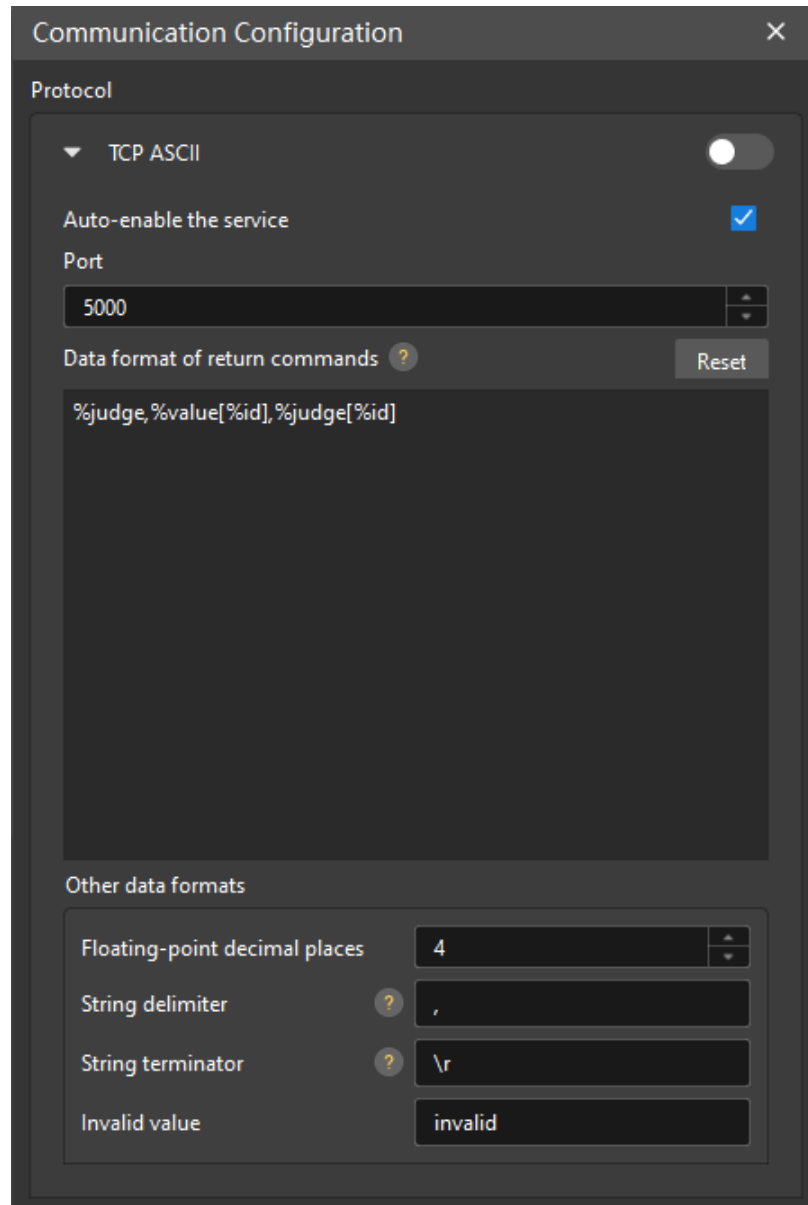 Communication Configuration ×
Protocol
TCP ASCII
Auto-enable the service
Port
5000
Data format of return commands ? Reset
%judge,%value[%id],%judge[%id]
Other data formats
Floating-point decimal places 4
String delimiter ? ,
String terminator ? \r
Invalid value invalid